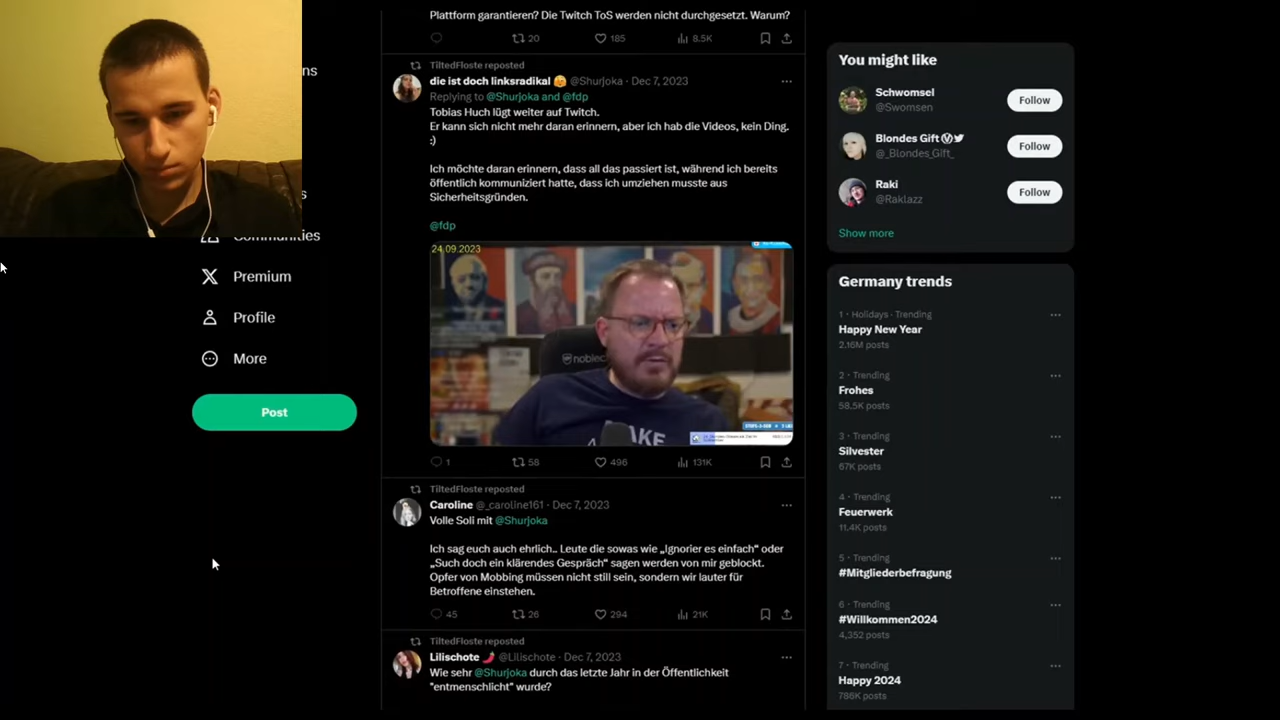 Plattform garantieren? Die Twitch ToS werden nicht durchgesetzt. Warum?
20 185 8.5K
TiltedFloste reposted
die ist doch linksradikal @Shurjoka · Dec 7, 2023
Replying to @Shurjoka and @fdp
Tobias Huch lügt weiter auf Twitch.
Er kann sich nicht mehr daran erinnern, aber ich hab die Videos, kein Ding.
:)
Ich möchte daran erinnern, dass all das passiert ist, während ich bereits
öffentlich kommuniziert hatte, dass ich umziehen musste aus
Sicherheitsgründen.
@fdp
24.09.2023
noblec
AKE
1 58 496 131K
TiltedFloste reposted
Caroline @_caroline161 · Dec 7, 2023
Volle Soli mit @Shurjoka
Ich sag euch auch ehrlich.. Leute die sowas wie „Ignorier es einfach“ oder
„Such doch ein klärendes Gespräch“ sagen werden von mir geblockt.
Opfer von Mobbing müssen nicht still sein, sondern wir lauter für
Betroffene einstehen.
45 26 294 21K
TiltedFloste reposted
Lilischote @Lilischote · Dec 7, 2023
Wie sehr @Shurjoka durch das letzte Jahr in der Öffentlichkeit
"entmenschlicht" wurde?
ns
s
Communities
Premium
Profile
More
Post
You might like
Schwomsel
@Swomsen
Follow
Blondes Gift
@_Blondes_Gift_
Follow
Raki
@Raklazz
Follow
Show more
Germany trends
1 · Holidays · Trending
Happy New Year
2.16M posts
2 · Trending
Frohes
58.5K posts
3 · Trending
Silvester
67K posts
4 · Trending
Feuerwerk
11.4K posts
5 · Trending
#Mitgliederbefragung
6 · Trending
#Willkommen2024
4,352 posts
7 · Trending
Happy 2024
786K posts